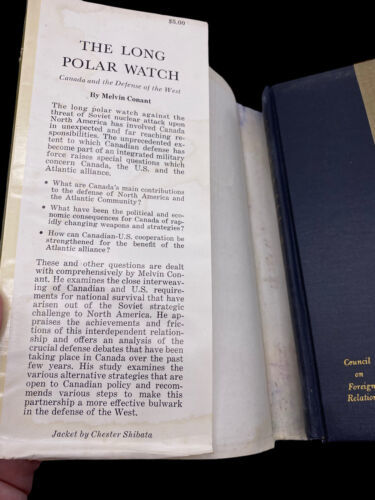 $5.00
THE LONG
POLAR WATCH
Canada and the Defense of the West
By Melvin Conant
The long polar watch against the
threat of Soviet nuclear attack upon
North America has involved Canada
in unexpected and far reaching re-
sponsibilities. The unprecedented ex-
tent to which Canadian defense has
become part of an integrated military
force raises special questions which
concern Canada, the U.S. and the
Atlantic alliance.
• What are Canada's main contributions
to the defense of North America and
the Atlantic Community?
• What have been the political and eco-
nomic consequences for Canada of rap-
idly changing weapons and strategies?
• How can Canadian-U.S. cooperation be
strengthened for the benefit of the
Atlantic alliance?
These and other questions are dealt
with comprehensively by Melvin Con-
ant. He examines the close interweav-
ing of Canadian and U.S. require-
ments for national survival that have
arisen out of the Soviet strategic
challenge to North America. He ap-
praises the achievements and fric-
tions of this interdependent relation-
ship and offers an analysis of the
crucial defense debates that have been
taking place in Canada over the past
few years. His study examines the
various alternative strategies that are
open to Canadian policy and recom-
mends various steps to make this
partnership a more effective bulwark
in the defense of the West.
Jacket by Chester Shibata
Council
on
Foreign
Relation